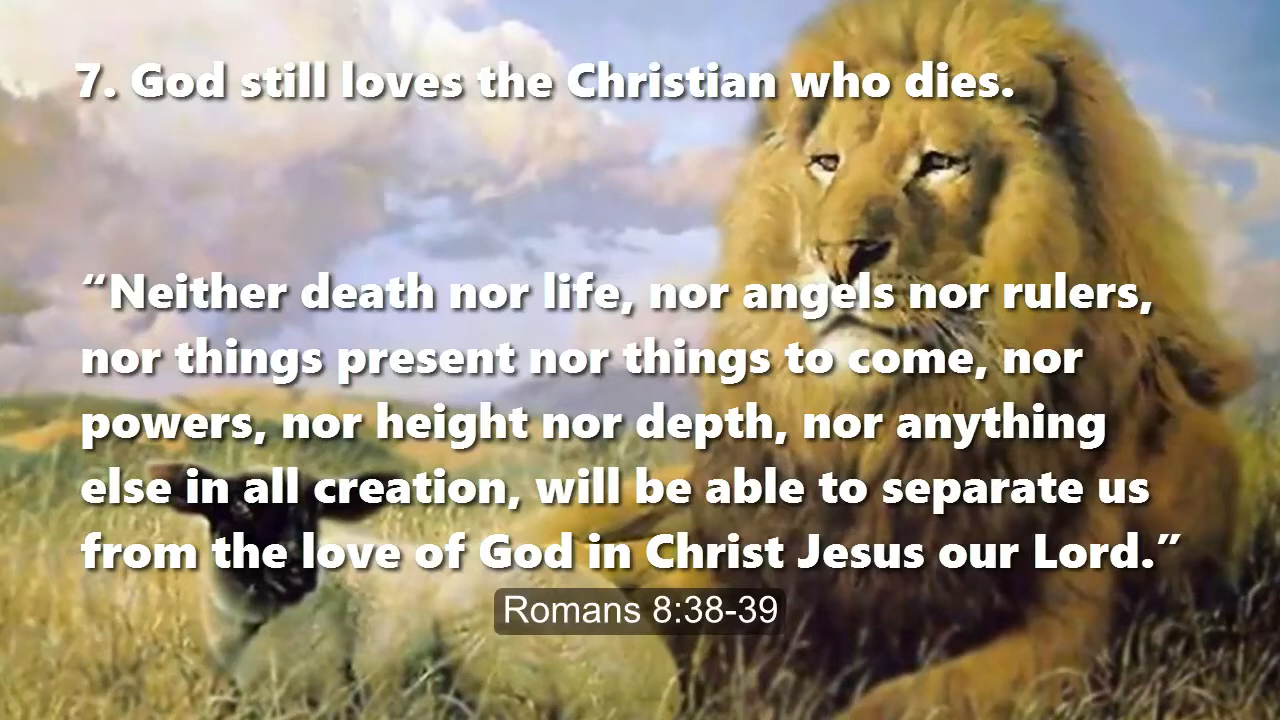 7. God still loves the Christian who dies.
“Neither death nor life, nor angels nor rulers,
nor things present nor things to come, nor
powers, nor height nor depth, nor anything
else in all creation, will be able to separate us
from the love of God in Christ Jesus our Lord.”
Romans 8:38-39